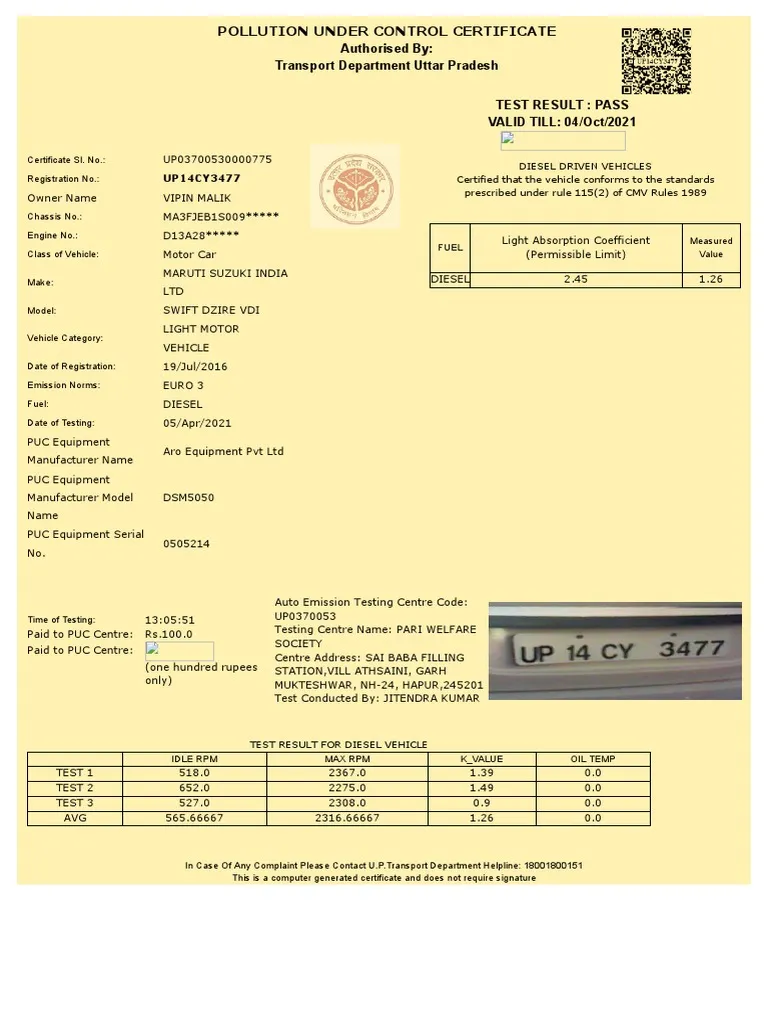 POLLUTION UNDER CONTROL CERTIFICATE
Authorised By:
Transport Department Uttar Pradesh
UP14CY3477
TEST RESULT : PASS
VALID TILL: 04/Oct/2021
Certificate Sl. No.: UP03700530000775
Registration No.: UP14CY3477
Owner Name VIPIN MALIK
Chassis No.: MA3FJEB1S009*****
Engine No.: D13A28*****
Class of Vehicle: Motor Car
Make: MARUTI SUZUKI INDIA
LTD
Model: SWIFT DZIRE VDI
Vehicle Category: LIGHT MOTOR
VEHICLE
Date of Registration: 19/Jul/2016
Emission Norms: EURO 3
Fuel: DIESEL
Date of Testing: 05/Apr/2021
PUC Equipment
Manufacturer Name Aro Equipment Pvt Ltd
PUC Equipment
Manufacturer Model DSM5050
Name
PUC Equipment Serial
No. 0505214
उत्तर प्रदेश सरकार
परिवहन विभाग
DIESEL DRIVEN VEHICLES
Certified that the vehicle conforms to the standards
prescribed under rule 115(2) of CMV Rules 1989
FUEL Light Absorption Coefficient
(Permissible Limit) Measured
Value
DIESEL 2.45 1.26
Time of Testing: 13:05:51
Paid to PUC Centre: Rs.100.0
Paid to PUC Centre:
(one hundred rupees
only)
Auto Emission Testing Centre Code:
UP0370053
Testing Centre Name: PARI WELFARE
SOCIETY
Centre Address: SAI BABA FILLING
STATION,VILL ATHSAINI, GARH
MUKTESHWAR, NH-24, HAPUR,245201
Test Conducted By: JITENDRA KUMAR
UP 14 CY 3477
TEST RESULT FOR DIESEL VEHICLE
IDLE RPM MAX RPM K_VALUE OIL TEMP
TEST 1 518.0 2367.0 1.39 0.0
TEST 2 652.0 2275.0 1.49 0.0
TEST 3 527.0 2308.0 0.9 0.0
AVG 565.66667 2316.66667 1.26 0.0
In Case Of Any Complaint Please Contact U.P.Transport Department Helpline: 18001800151
This is a computer generated certificate and does not require signature